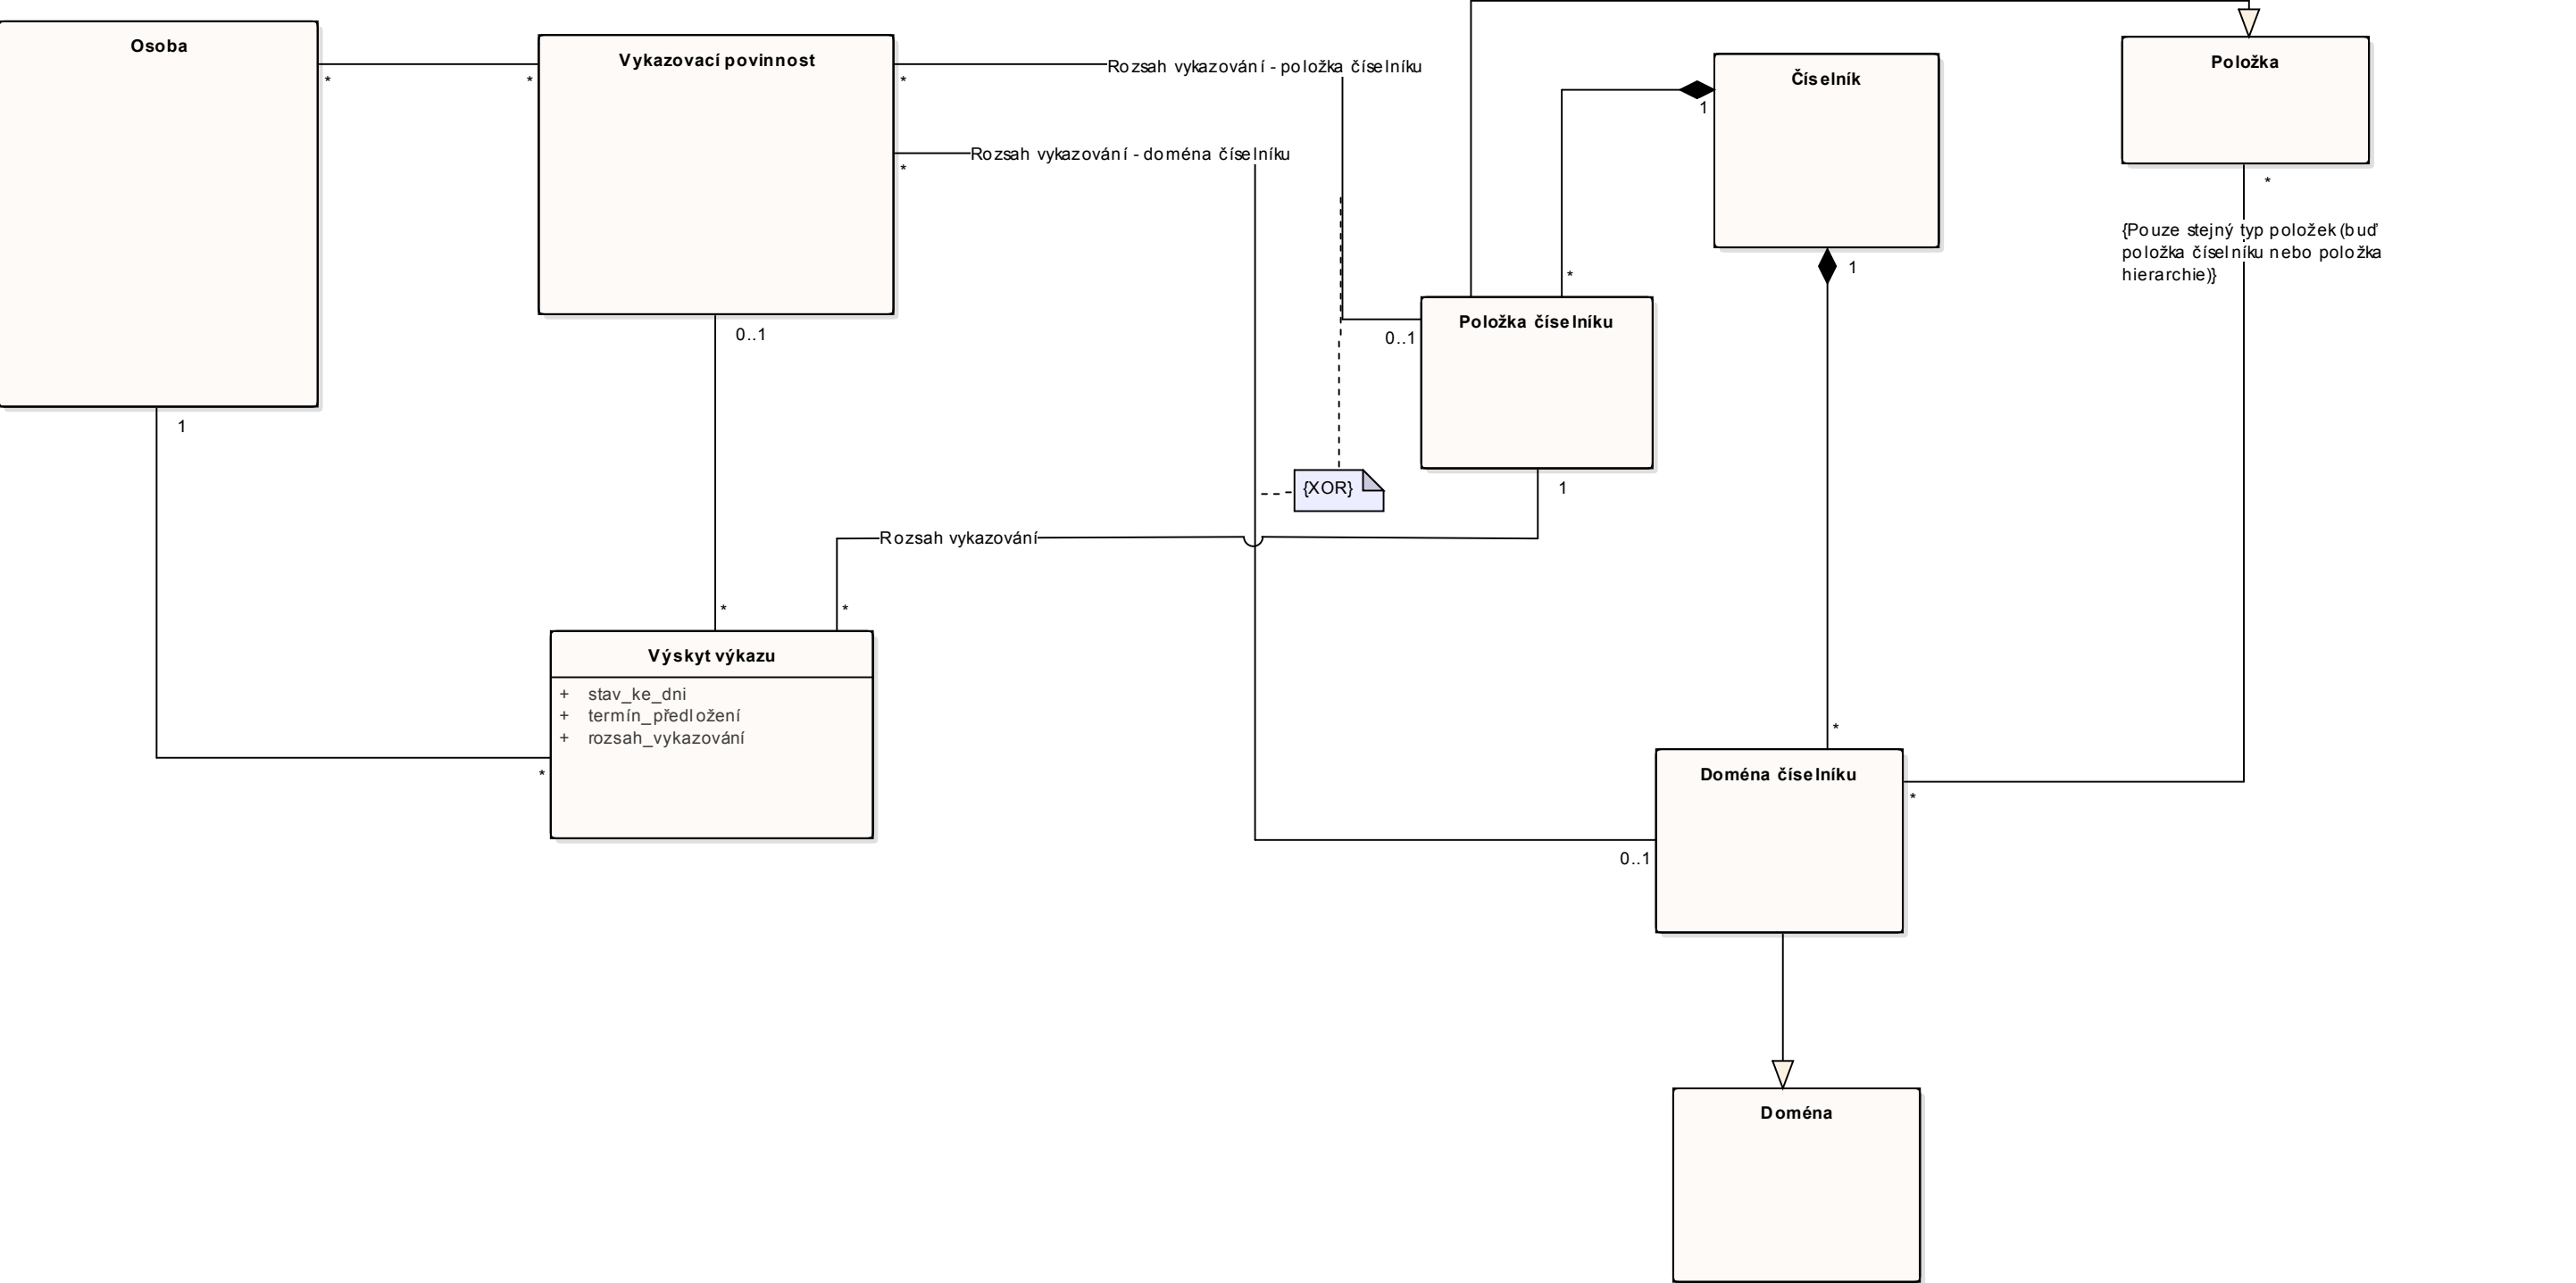 Osoba
*
*
Vykazovací povinnost
*
Rozsah vykazování - položka číselníku
*
Rozsah vykazování - doména číselníku
0..1
1
Číselník
1
1
*
Položka
*
{Pouze stejný typ položek (buď
položka číselníku nebo položka
hierarchie)}
Položka číselníku
0..1
1
{XOR}
Rozsah vykazování
*
*
Výskyt výkazu
+ stav_ke_dni
+ termín_předložení
+ rozsah_vykazování
*
*
Doména číselníku
*
0..1
Doména